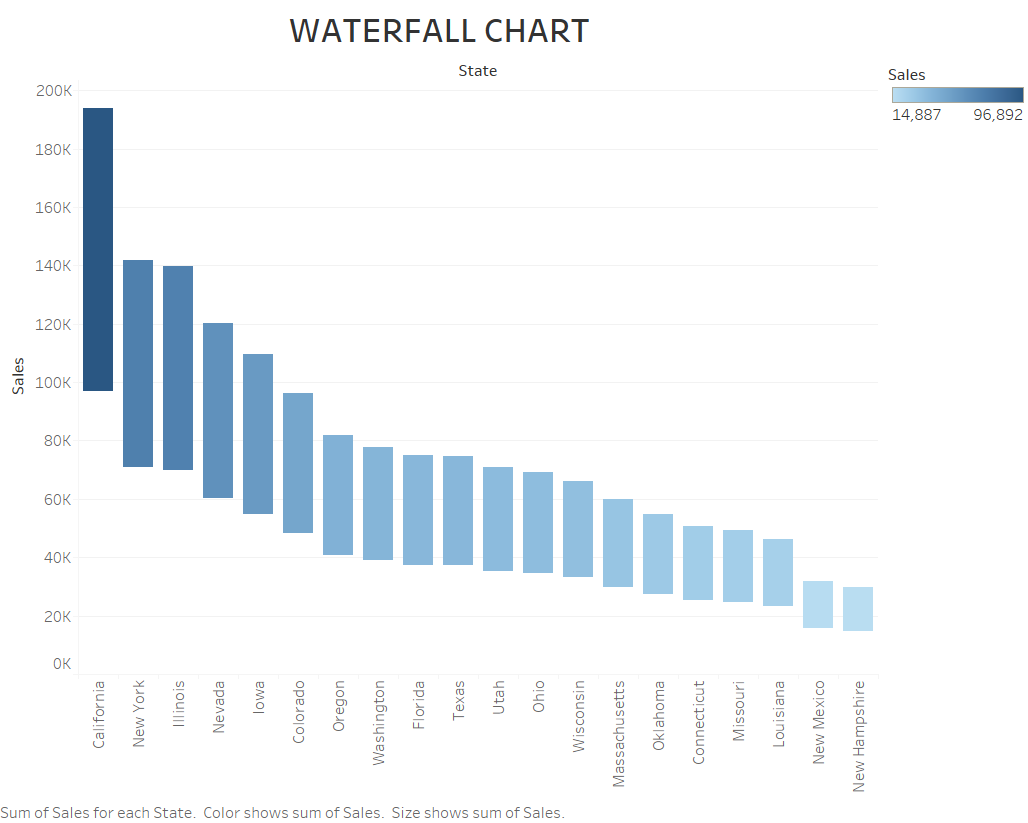 WATERFALL CHART
State
Sales
14,887 96,892
200K
180K
160K
140K
120K
100K
80K
60K
40K
20K
0K
Sales
California
New York
Illinois
Nevada
Iowa
Colorado
Oregon
Washington
Florida
Texas
Utah
Ohio
Wisconsin
Massachusetts
Oklahoma
Connecticut
Missouri
Louisiana
New Mexico
New Hampshire
Sum of Sales for each State. Color shows sum of Sales. Size shows sum of Sales.